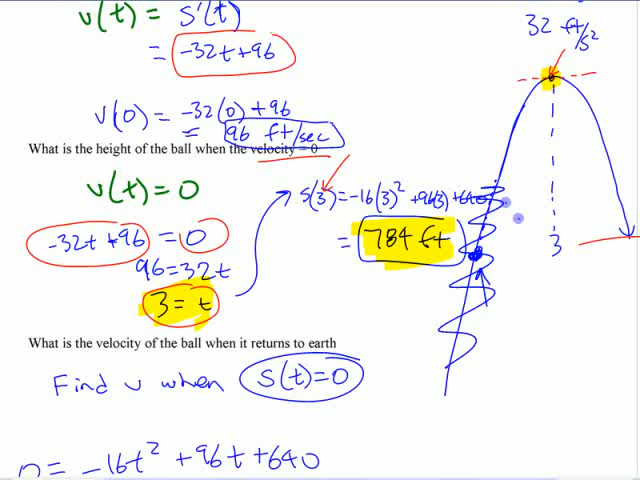 v(t) = s'(t)
= -32t+96
32 ft/s²
v(0) = -32(0)+96
= 96 ft/sec
What is the height of the ball when the velocity = 0
v(t)=0
s(3)=-16(3)² +96(3)+640
-32t+96 = 0
= 784 ft
3
96=32t
3 = t
What is the velocity of the ball when it returns to earth
Find v when s(t)=0
0 = -16t² +96t+640